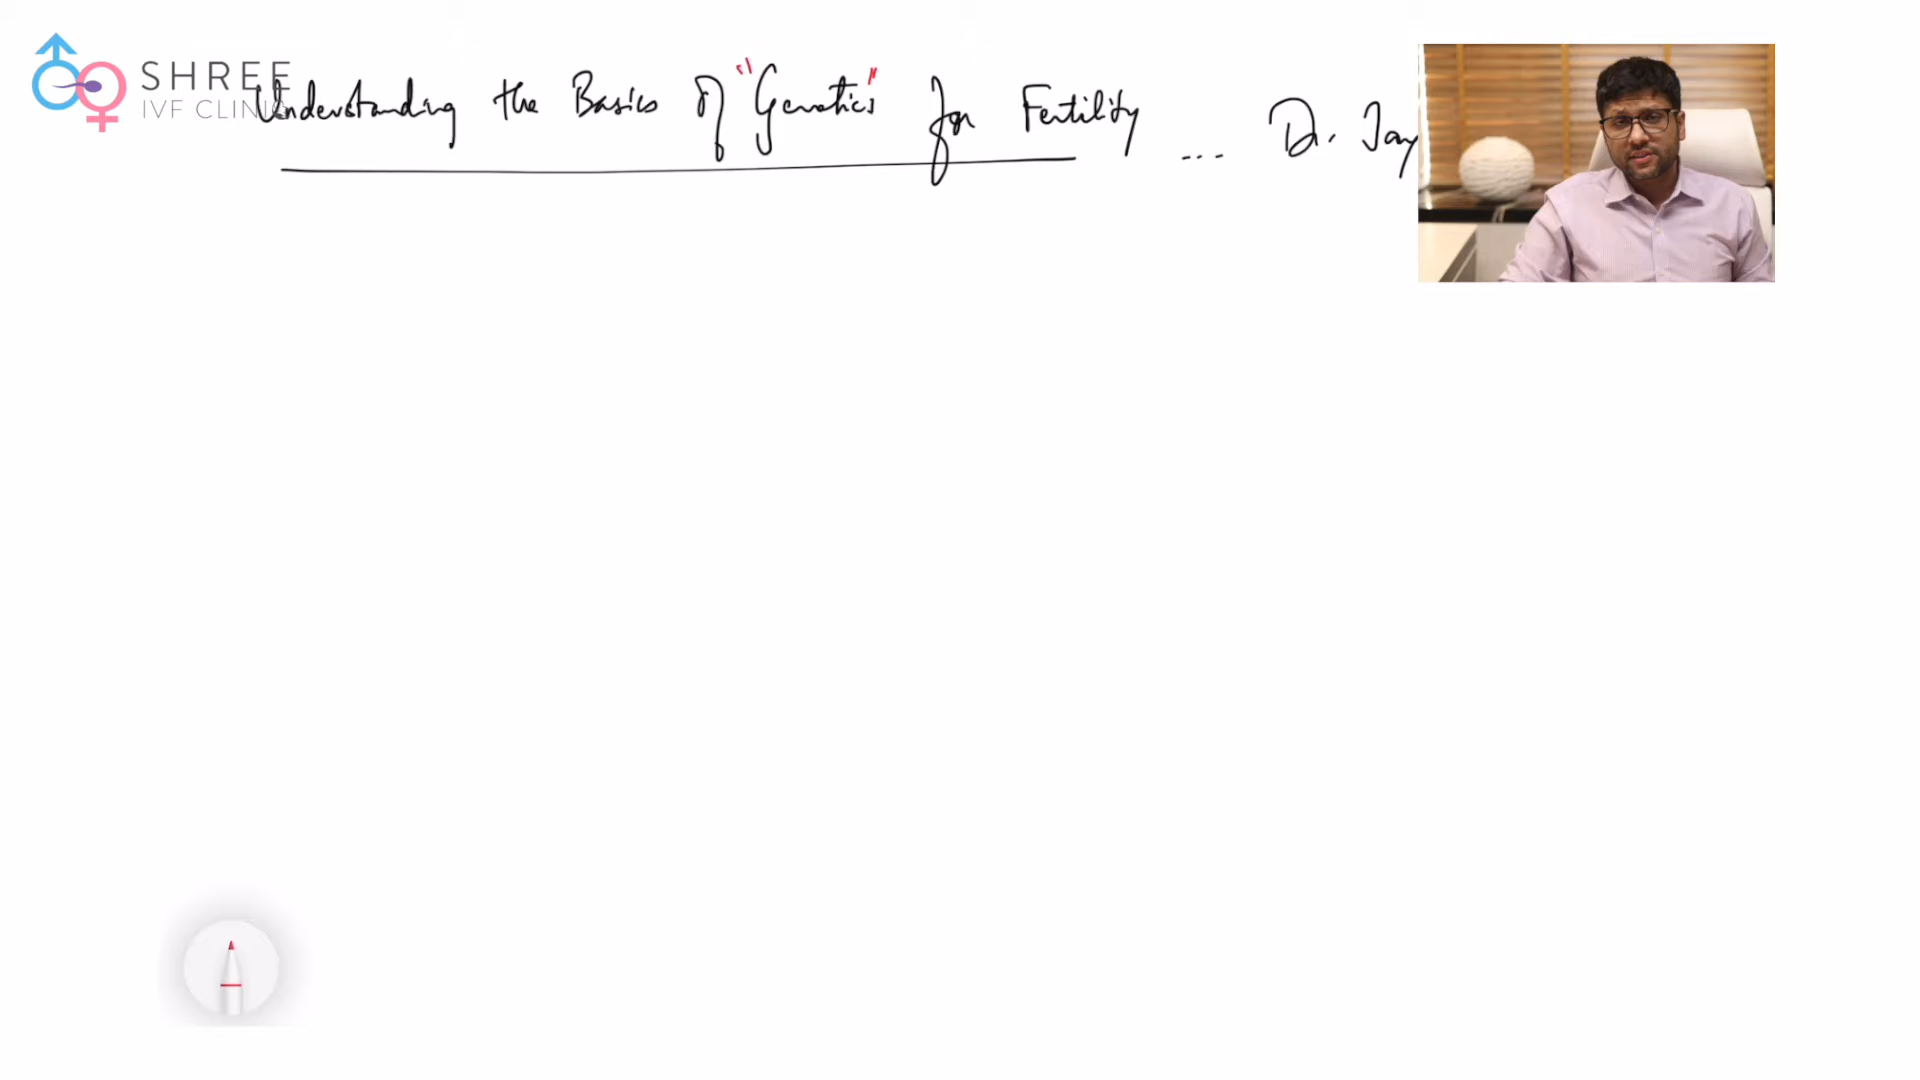 SHREE
IVF CLINIC
Understanding the Basics of "Genetics" for Fertility ... Dr. Jay